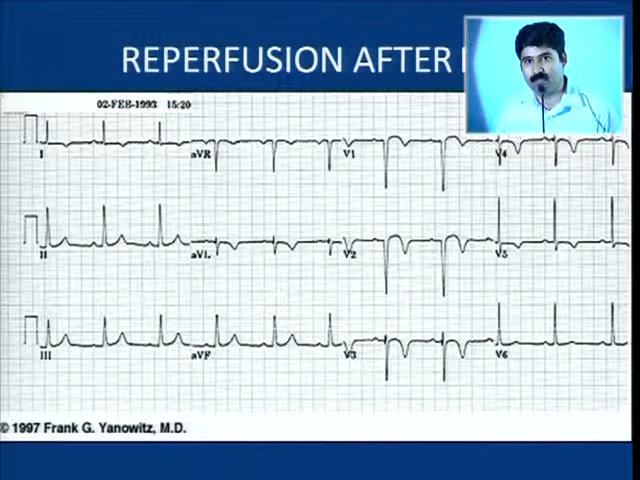 REPERFUSION AFTER
02-FEB-1993 15:20
I aVR V1 V4
II aVL V2 V5
III aVF V3 V6
© 1997 Frank G. Yanowitz, M.D.